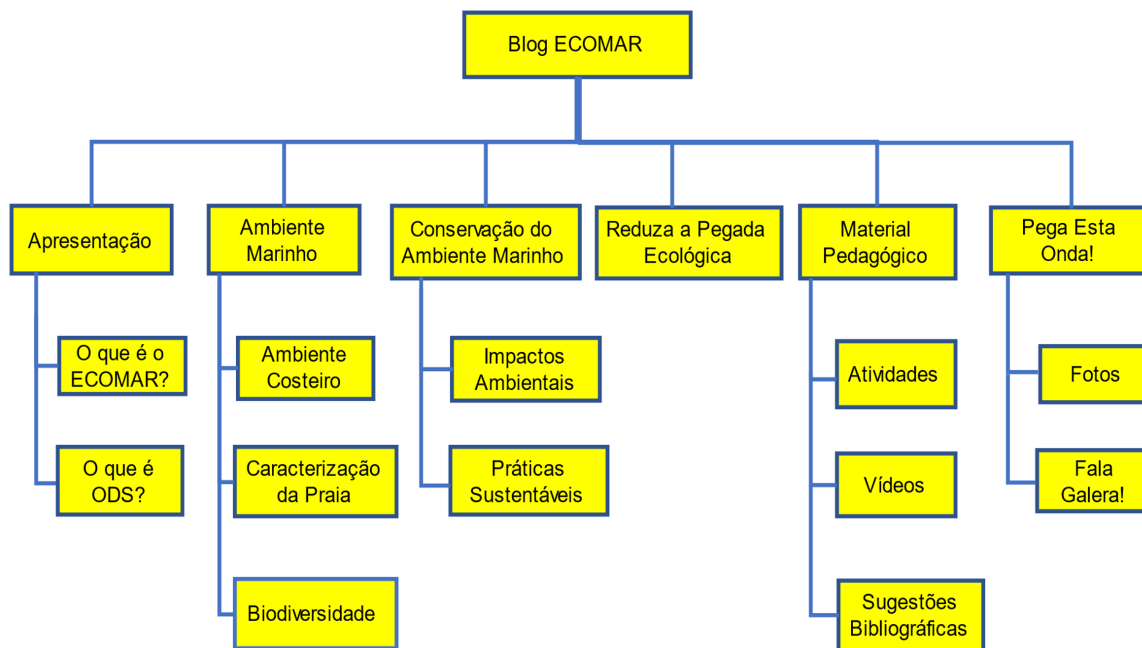 Blog ECOMAR
Apresentação
Ambiente
Marinho
Conservação do
Ambiente Marinho
Reduza a Pegada
Ecológica
Material
Pedagógico
Pega Esta
Onda!
O que é o
ECOMAR?
O que é
ODS?
Ambiente
Costeiro
Caracterização
da Praia
Biodiversidade
Impactos
Ambientais
Práticas
Sustentáveis
Atividades
Vídeos
Sugestões
Bibliográficas
Fotos
Fala
Galera!